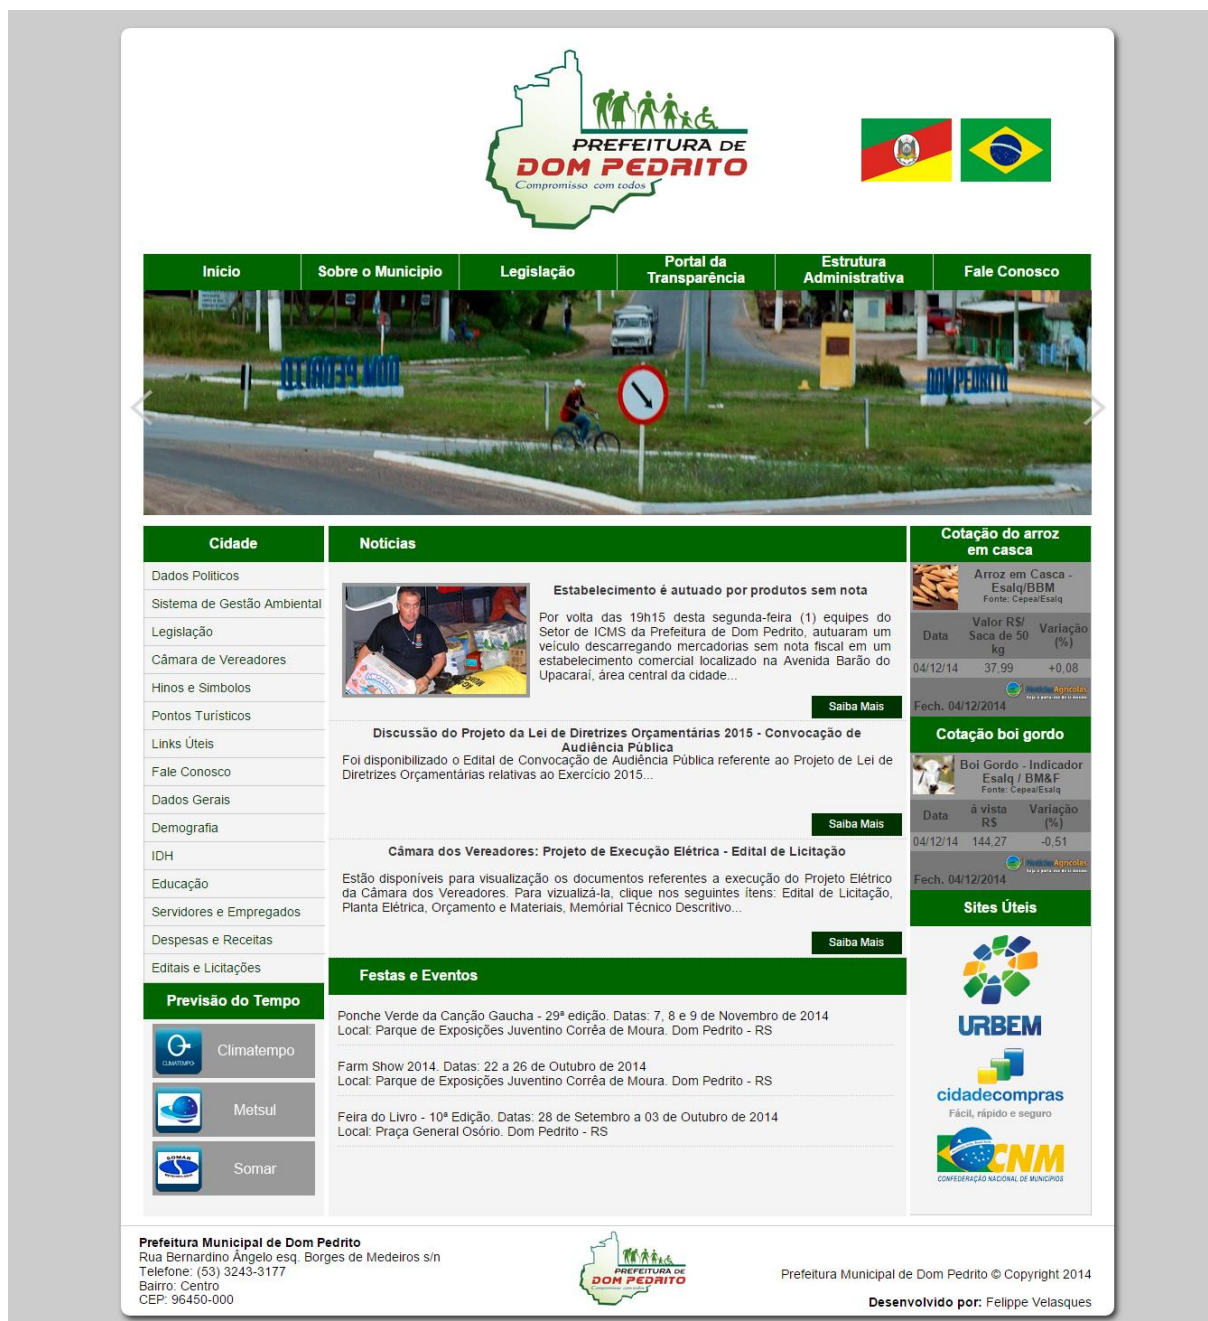 PREFEITURA DE
DOM PEDRITO
Compromisso com todos
Início
Sobre o Municipio
Legislação
Portal da
Transparência
Estrutura
Administrativa
Fale Conosco
DOM PEDRITO
DOM PEDRITO
Cidade
Dados Politicos
Sistema de Gestão Ambiental
Legislação
Câmara de Vereadores
Hinos e Simbolos
Pontos Turísticos
Links Úteis
Fale Conosco
Dados Gerais
Demografia
IDH
Educação
Servidores e Empregados
Despesas e Receitas
Editais e Licitações
Previsão do Tempo
CLIMATEMPO
Climatempo
Metsul
SOMAR
Somar
Noticias
Estabelecimento é autuado por produtos sem nota
Por volta das 19h15 desta segunda-feira (1) equipes do
Setor de ICMS da Prefeitura de Dom Pedrito, autuaram um
veículo descarregando mercadorias sem nota fiscal em um
estabelecimento comercial localizado na Avenida Barão do
Upacaraí, área central da cidade...
Saiba Mais
Discussão do Projeto da Lei de Diretrizes Orçamentárias 2015 - Convocação de
Audiência Pública
Foi disponibilizado o Edital de Convocação de Audiência Pública referente ao Projeto de Lei de
Diretrizes Orçamentárias relativas ao Exercício 2015...
Saiba Mais
Câmara dos Vereadores: Projeto de Execução Elétrica - Edital de Licitação
Estão disponíveis para visualização os documentos referentes a execução do Projeto Elétrico
da Câmara dos Vereadores. Para vizualizá-la, clique nos seguintes ítens: Edital de Licitação,
Planta Elétrica, Orçamento e Materiais, Memórial Técnico Descritivo...
Saiba Mais
Festas e Eventos
Ponche Verde da Canção Gaucha - 29ª edição. Datas: 7, 8 e 9 de Novembro de 2014
Local: Parque de Exposições Juventino Corrêa de Moura. Dom Pedrito - RS
Farm Show 2014. Datas: 22 a 26 de Outubro de 2014
Local: Parque de Exposições Juventino Corrêa de Moura. Dom Pedrito - RS
Feira do Livro - 10ª Edição. Datas: 28 de Setembro a 03 de Outubro de 2014
Local: Praça General Osório. Dom Pedrito - RS
Cotação do arroz
em casca
Arroz em Casca -
Esalq/BBM
Fonte: Cepea/Esalq
Data Valor R$/ Saca de 50 kg Variação (%)
04/12/14 37,99 +0,08
Notícias Agrícolas
Fech. 04/12/2014
Cotação boi gordo
Boi Gordo - Indicador
Esalq / BM&F
Fonte: Cepea/Esalq
Data à vista R$ Variação (%)
04/12/14 144,27 -0,51
Notícias Agrícolas
Fech. 04/12/2014
Sites Úteis
URBEM
cidadecompras
Fácil, rápido e seguro
CNM
CONFEDERAÇÃO NACIONAL DE MUNICÍPIOS
Prefeitura Municipal de Dom Pedrito
Rua Bernardino Ângelo esq. Borges de Medeiros s/n
Telefone: (53) 3243-3177
Bairro: Centro
CEP: 96450-000
PREFEITURA DE
DOM PEDRITO
Compromisso com todos
Prefeitura Municipal de Dom Pedrito © Copyright 2014
Desenvolvido por: Felippe Velasques